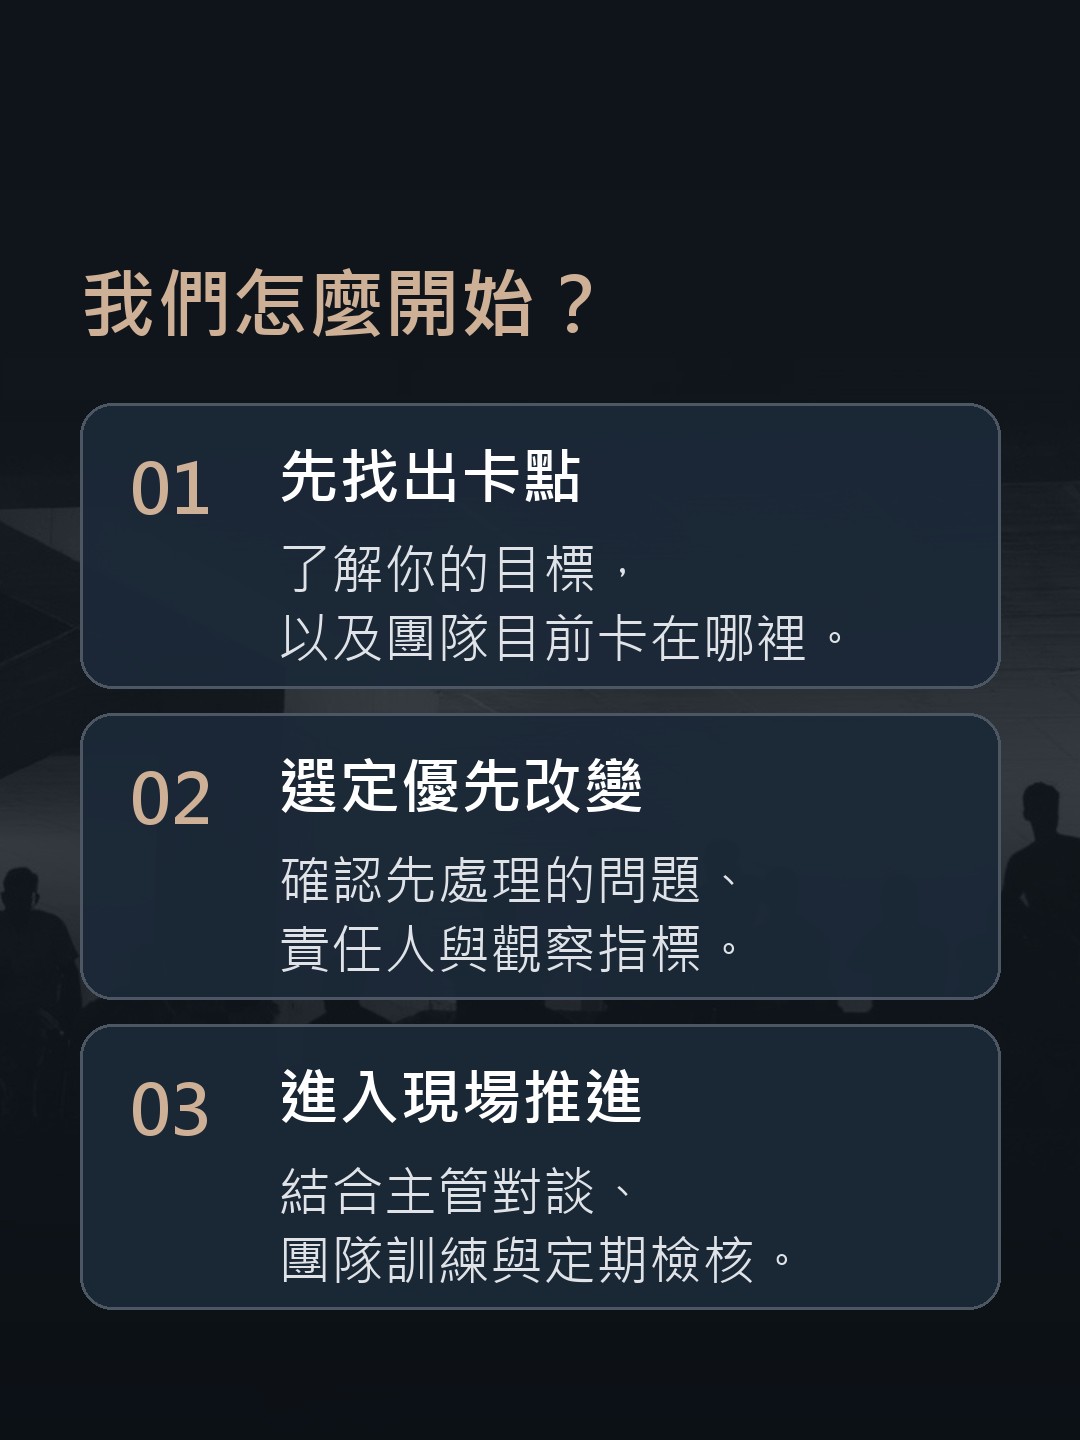 我們怎麼開始？
01
先找出卡點
了解你的目標，
以及團隊目前卡在哪裡。
02
選定優先改變
確認先處理的問題、
責任人與觀察指標。
03
進入現場推進
結合主管對談、
團隊訓練與定期檢核。